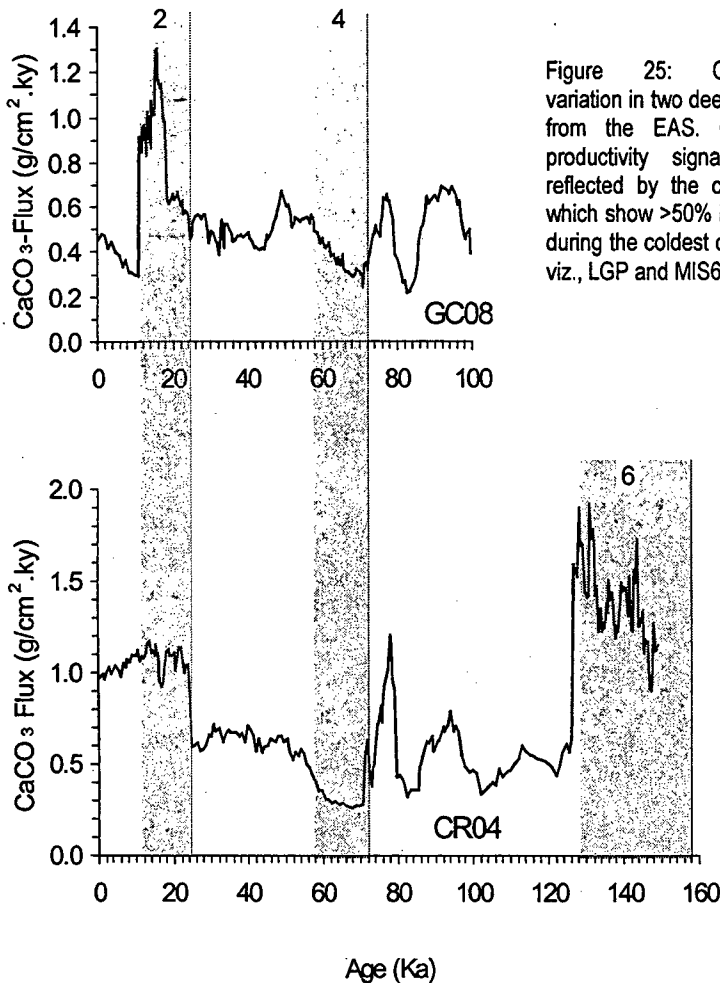 2 4
1.4
1.2
1.0
0.8
0.6
0.4
0.2
0.0
CaCO3-Flux (g/cm2.ky)
GC08
0 20 40 60 80 100
Figure 25:
variation in two dee
from the EAS.
productivity signa
reflected by the
which show >50%
during the coldest
viz., LGP and MIS6
6
2.0
1.5
1.0
0.5
0.0
CaCO3 Flux (g/cm2.ky)
CR04
0 20 40 60 80 100 120 140 160
Age (Ka)